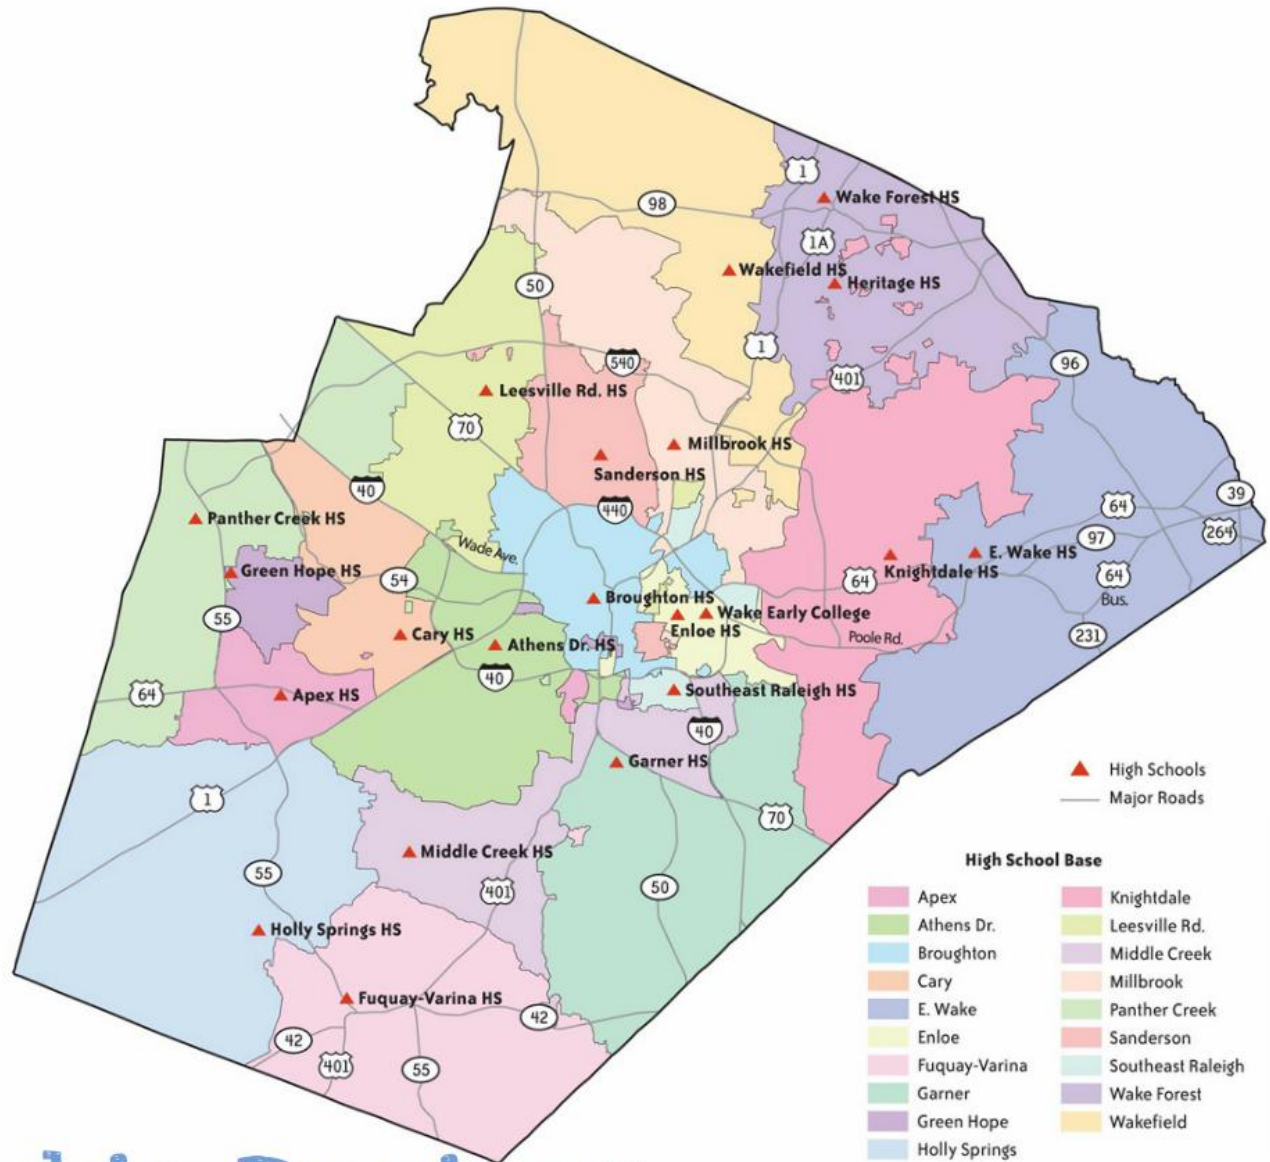 1
98
Wake Forest HS
1A
Wakefield HS
Heritage HS
50
1
540
96
401
Leesville Rd. HS
70
Millbrook HS
Sanderson HS
40
39
440
64
Panther Creek HS
264
97
Wade Ave.
E. Wake HS
Green Hope HS
Knightdale HS
54
64
64
Bus.
Broughton HS
Wake Early College
55
Enloe HS
Cary HS
Poole Rd.
231
Athens Dr. HS
40
64
Apex HS
Southeast Raleigh HS
40
Garner HS
High Schools
Major Roads
1
70
Middle Creek HS
55
401
50
Holly Springs HS
Fuquay-Varina HS
42
42
401
55
High School Base
Apex
Athens Dr.
Broughton
Cary
E. Wake
Enloe
Fuquay-Varina
Garner
Green Hope
Holly Springs
Knightdale
Leesville Rd.
Middle Creek
Millbrook
Panther Creek
Sanderson
Southeast Raleigh
Wake Forest
Wakefield